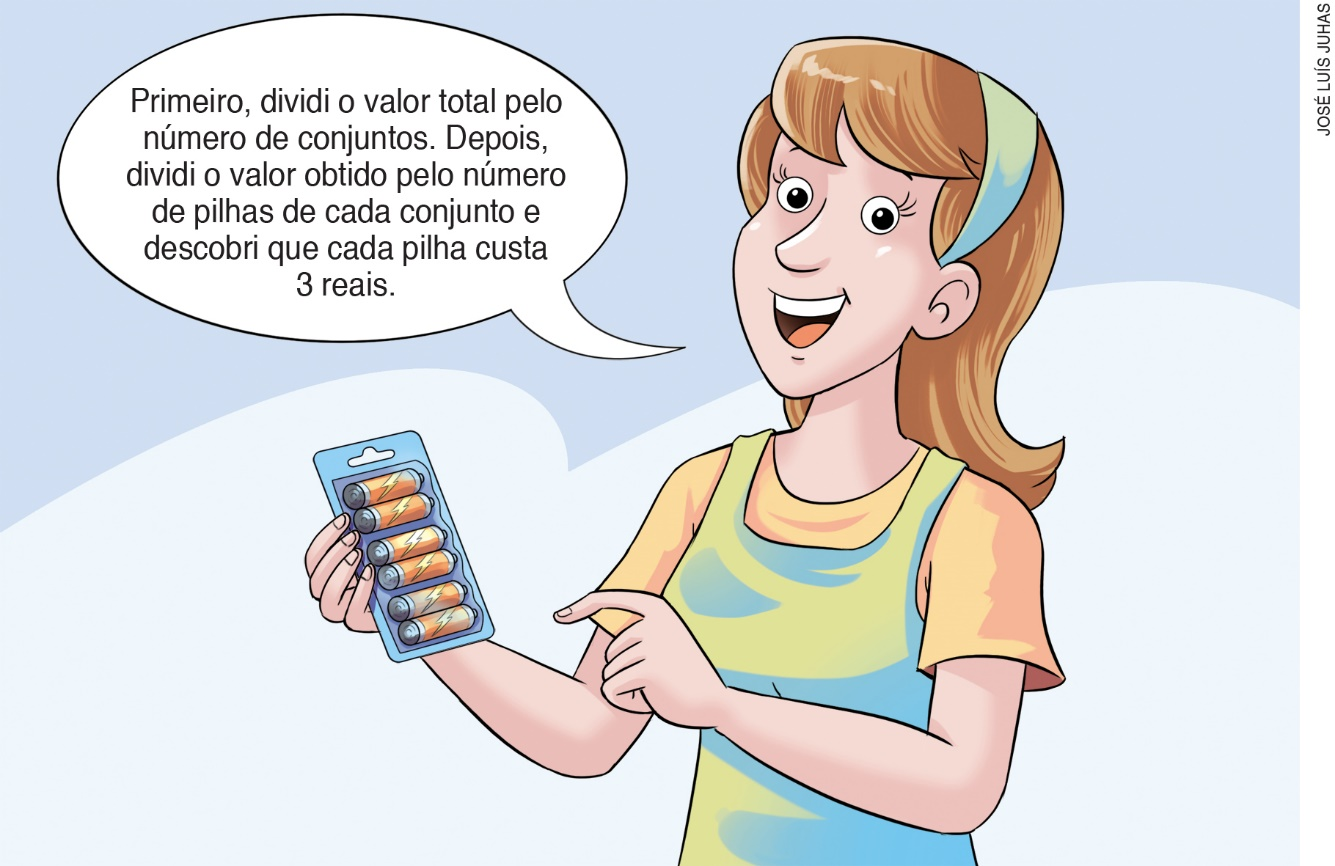 Primeiro, dividi o valor total pelo
número de conjuntos. Depois,
dividi o valor obtido pelo número
de pilhas de cada conjunto e
descobri que cada pilha custa
3 reais.
JOSÉ LUÍS JUHAS